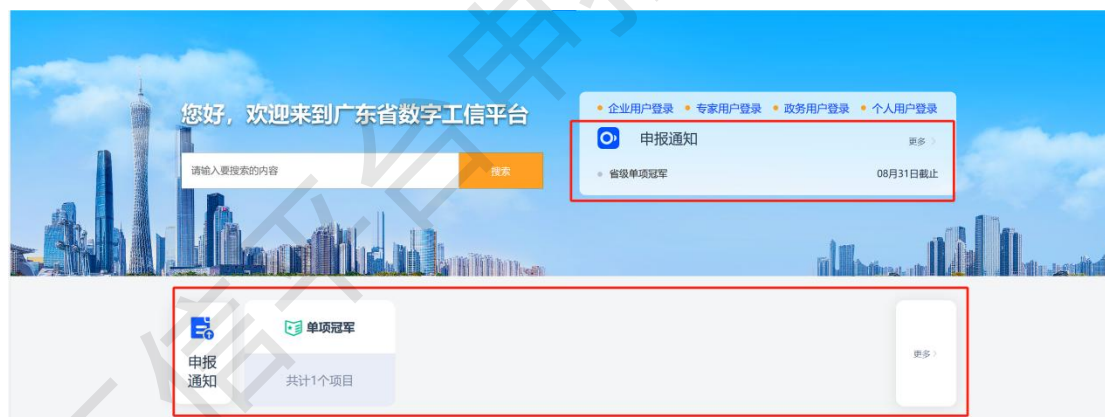 您好，欢迎来到广东省数字工信平台
请输入要搜索的内容 搜索
企业用户登录 专家用户登录 政务用户登录 个人用户登录
申报通知 更多 >
省级单项冠军 08月31日截止
申报
通知
单项冠军
共计1个项目
更多 >